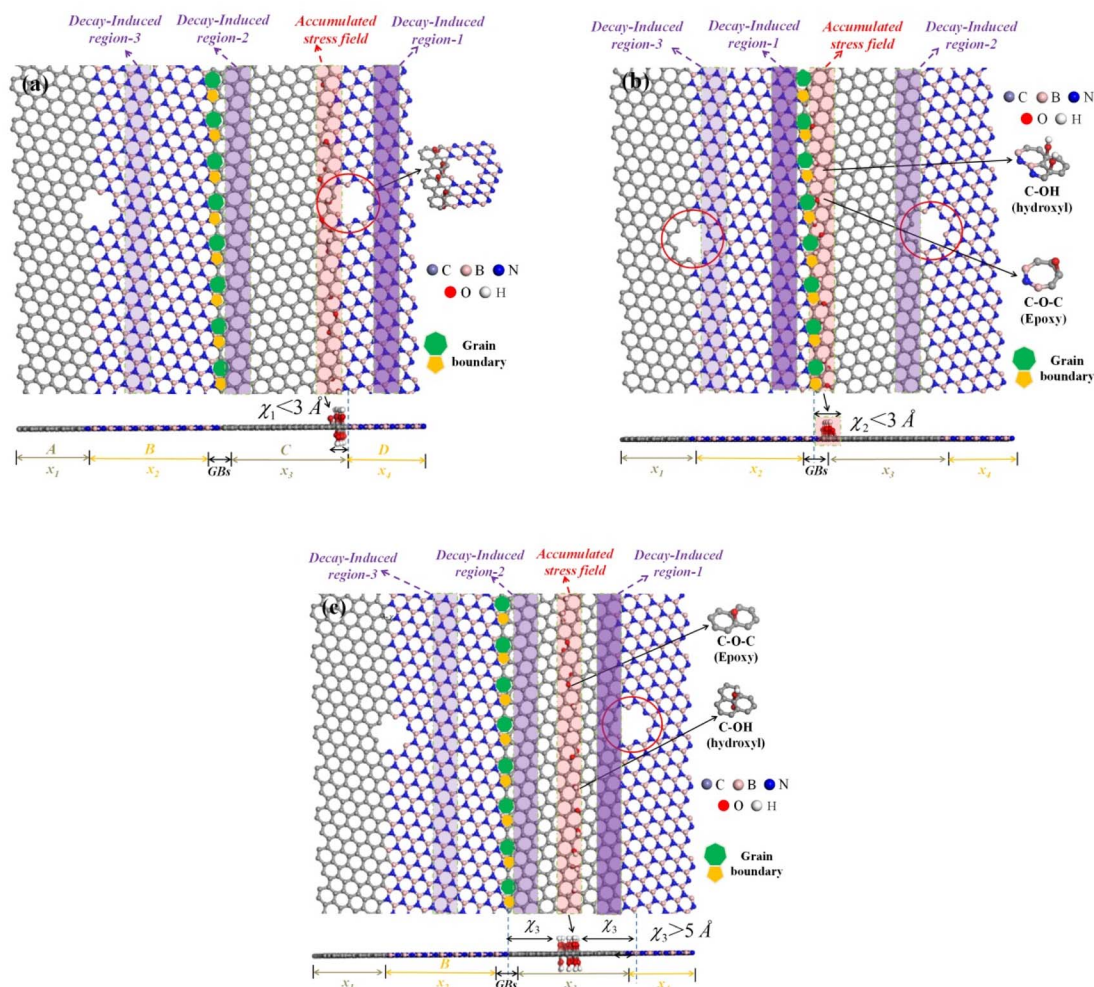 Decay-Induced region-3
Decay-Induced region-2
Accumulated stress field
Decay-Induced region-1
(a)
C B N
O H
Grain boundary
χ1<3 Å
A B C D
x1 x2 GBs x3 x4
Decay-Induced region-3
Decay-Induced region-1
Accumulated stress field
Decay-Induced region-2
(b)
C B N
O H
C-OH
(hydroxyl)
C-O-C
(Epoxy)
Grain boundary
χ2<3 Å
x1 x2 GBs x3 x4
Decay-Induced region-3
Decay-Induced region-2
Accumulated stress field
Decay-Induced region-1
(c)
C-O-C
(Epoxy)
C-OH
(hydroxyl)
C B N
O H
Grain boundary
χ3 χ3 χ3>5 Å
B
GBs